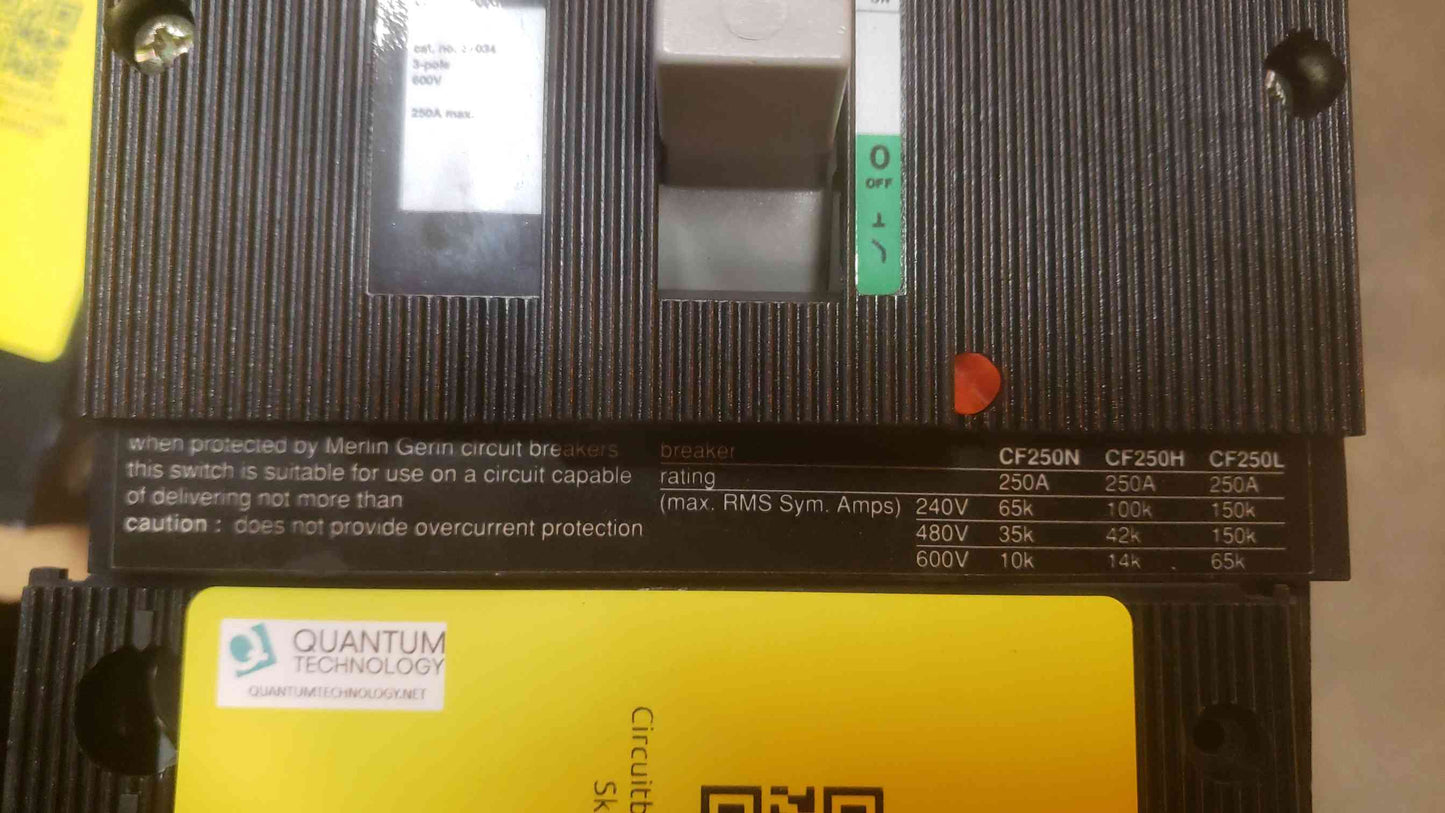 cat. no. : - 034
3-pole
600V
250A max.
ON
O
OFF
when protected by Merlin Gerin circuit breakers
this switch is suitable for use on a circuit capable
of delivering not more than
caution : does not provide overcurrent protection
breaker CF250N CF250H CF250L
rating 250A 250A 250A
(max. RMS Sym. Amps) 240V 65k 100k 150k
480V 35k 42k 150k
600V 10k 14k 65k
QUANTUM
TECHNOLOGY
QUANTUMTECHNOLOGY.NET